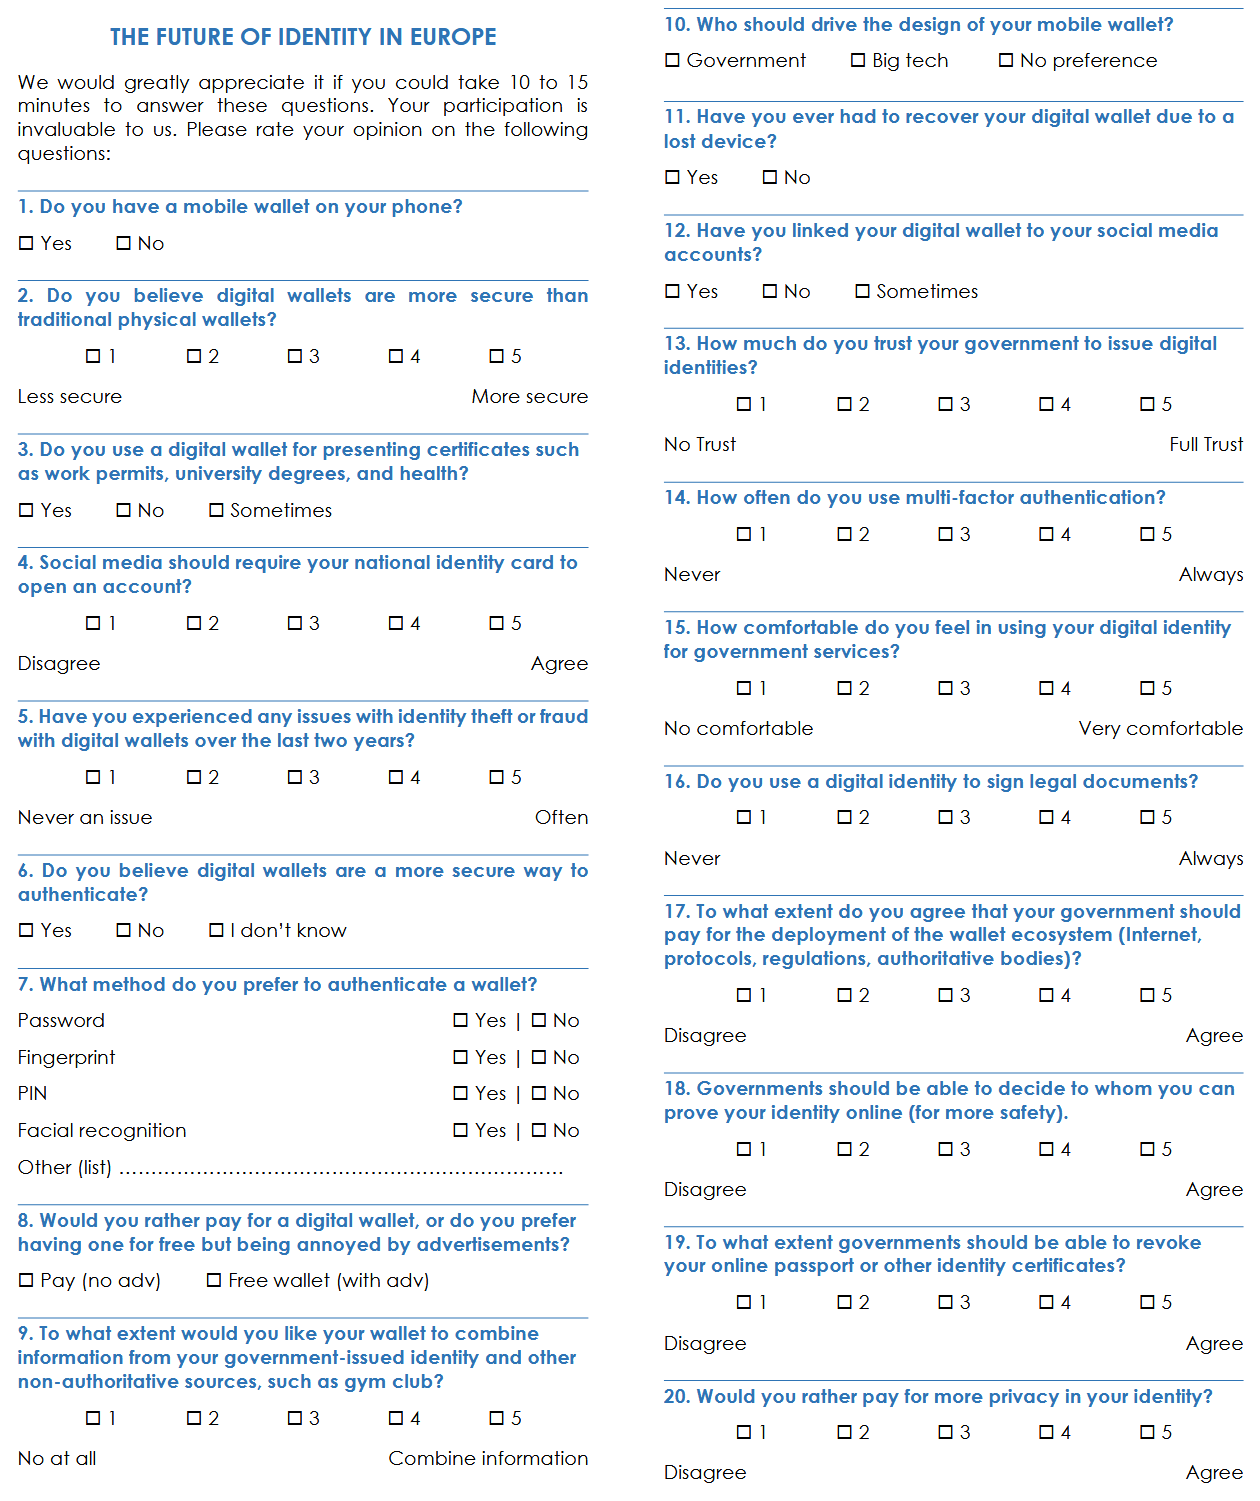 THE FUTURE OF IDENTITY IN EUROPE
We would greatly appreciate it if you could take 10 to 15
minutes to answer these questions. Your participation is
invaluable to us. Please rate your opinion on the following
questions:
1. Do you have a mobile wallet on your phone?
☐ Yes ☐ No
2. Do you believe digital wallets are more secure than
traditional physical wallets?
☐ 1 ☐ 2 ☐ 3 ☐ 4 ☐ 5
Less secure More secure
3. Do you use a digital wallet for presenting certificates such
as work permits, university degrees, and health?
☐ Yes ☐ No ☐ Sometimes
4. Social media should require your national identity card to
open an account?
☐ 1 ☐ 2 ☐ 3 ☐ 4 ☐ 5
Disagree Agree
5. Have you experienced any issues with identity theft or fraud
with digital wallets over the last two years?
☐ 1 ☐ 2 ☐ 3 ☐ 4 ☐ 5
Never an issue Often
6. Do you believe digital wallets are a more secure way to
authenticate?
☐ Yes ☐ No ☐ I don't know
7. What method do you prefer to authenticate a wallet?
Password ☐ Yes | ☐ No
Fingerprint ☐ Yes | ☐ No
PIN ☐ Yes | ☐ No
Facial recognition ☐ Yes | ☐ No
Other (list) ……………………………………………………………
8. Would you rather pay for a digital wallet, or do you prefer
having one for free but being annoyed by advertisements?
☐ Pay (no adv) ☐ Free wallet (with adv)
9. To what extent would you like your wallet to combine
information from your government-issued identity and other
non-authoritative sources, such as gym club?
☐ 1 ☐ 2 ☐ 3 ☐ 4 ☐ 5
No at all Combine information
10. Who should drive the design of your mobile wallet?
☐ Government ☐ Big tech ☐ No preference
11. Have you ever had to recover your digital wallet due to a
lost device?
☐ Yes ☐ No
12. Have you linked your digital wallet to your social media
accounts?
☐ Yes ☐ No ☐ Sometimes
13. How much do you trust your government to issue digital
identities?
☐ 1 ☐ 2 ☐ 3 ☐ 4 ☐ 5
No Trust Full Trust
14. How often do you use multi-factor authentication?
☐ 1 ☐ 2 ☐ 3 ☐ 4 ☐ 5
Never Always
15. How comfortable do you feel in using your digital identity
for government services?
☐ 1 ☐ 2 ☐ 3 ☐ 4 ☐ 5
No comfortable Very comfortable
16. Do you use a digital identity to sign legal documents?
☐ 1 ☐ 2 ☐ 3 ☐ 4 ☐ 5
Never Always
17. To what extent do you agree that your government should
pay for the deployment of the wallet ecosystem (Internet,
protocols, regulations, authoritative bodies)?
☐ 1 ☐ 2 ☐ 3 ☐ 4 ☐ 5
Disagree Agree
18. Governments should be able to decide to whom you can
prove your identity online (for more safety).
☐ 1 ☐ 2 ☐ 3 ☐ 4 ☐ 5
Disagree Agree
19. To what extent governments should be able to revoke
your online passport or other identity certificates?
☐ 1 ☐ 2 ☐ 3 ☐ 4 ☐ 5
Disagree Agree
20. Would you rather pay for more privacy in your identity?
☐ 1 ☐ 2 ☐ 3 ☐ 4 ☐ 5
Disagree Agree